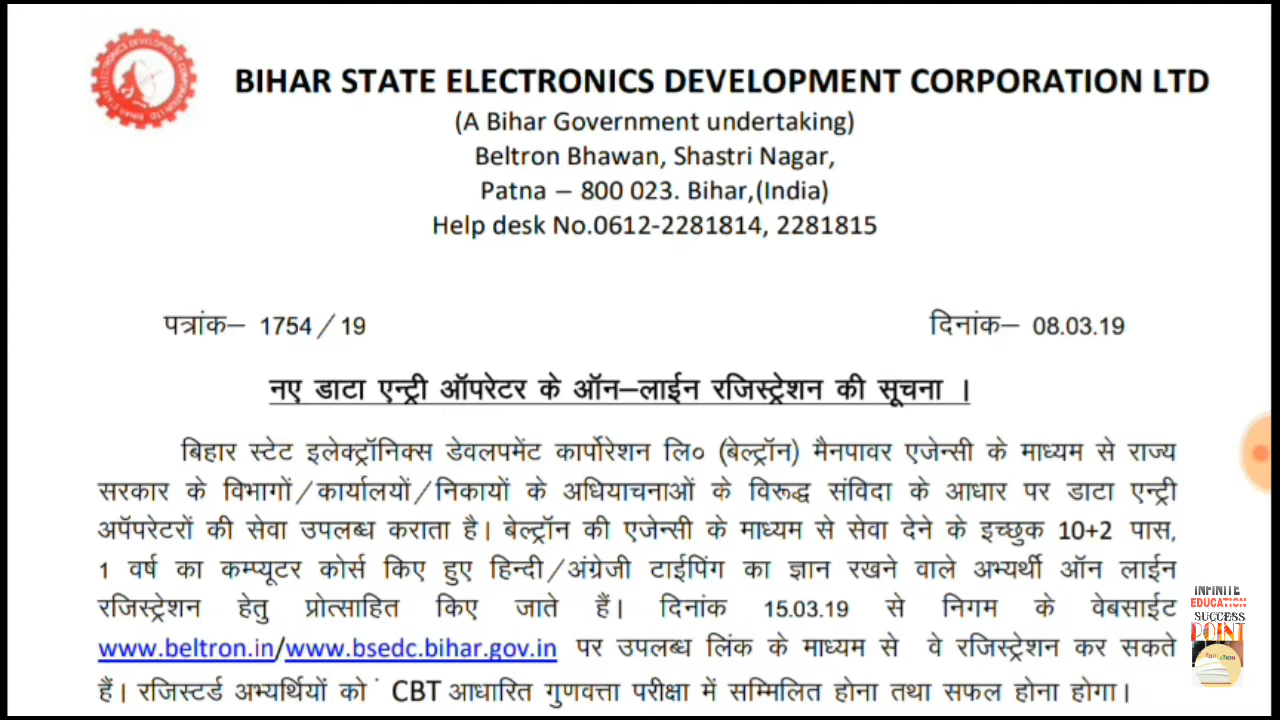 BIHAR STATE ELECTRONICS DEVELOPMENT CORPORATION LTD
(A Bihar Government undertaking)
Beltron Bhawan, Shastri Nagar,
Patna – 800 023. Bihar,(India)
Help desk No.0612-2281814, 2281815
पत्रांक– 1754 / 19
दिनांक– 08.03.19
नए डाटा एन्ट्री ऑपरेटर के ऑन–लाईन रजिस्ट्रेशन की सूचना ।
बिहार स्टेट इलेक्ट्रॉनिक्स डेवलपमेंट कार्पोरेशन लि० (बेल्ट्रॉन) मैनपावर एजेन्सी के माध्यम से राज्य
सरकार के विभागों/कार्यालयों/निकायों के अधियाचनाओं के विरूद्ध संविदा के आधार पर डाटा एन्ट्री
अपॅपरेटरों की सेवा उपलब्ध कराता है। बेल्ट्रॉन की एजेन्सी के माध्यम से सेवा देने के इच्छुक 10+2 पास,
1 वर्ष का कम्प्यूटर कोर्स किए हुए हिन्दी/अंग्रेजी टाईपिंग का ज्ञान रखने वाले अभ्यर्थी ऑन लाईन
रजिस्ट्रेशन हेतु प्रोत्साहित किए जाते हैं। दिनांक 15.03.19 से निगम के वेबसाईट
www.beltron.in/www.bsedc.bihar.gov.in पर उपलब्ध लिंक के माध्यम से वे रजिस्ट्रेशन कर सकते
हैं। रजिस्टर्ड अभ्यर्थियों को CBT आधारित गुणवत्ता परीक्षा में सम्मिलित होना तथा सफल होना होगा।
INFINITE
EDUCATION
SUCCESS
POINT